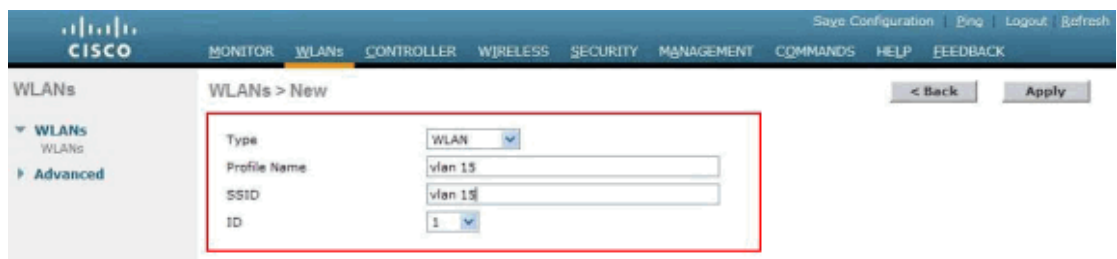 Save Configuration | Ping | Logout | Refresh
CISCO
MONITOR WLANs CONTROLLER WIRELESS SECURITY MANAGEMENT COMMANDS HELP FEEDBACK
WLANs
WLANs > New
< Back
Apply
WLANs
WLANs
Advanced
Type WLAN
Profile Name vlan 15
SSID vlan 15
ID 1